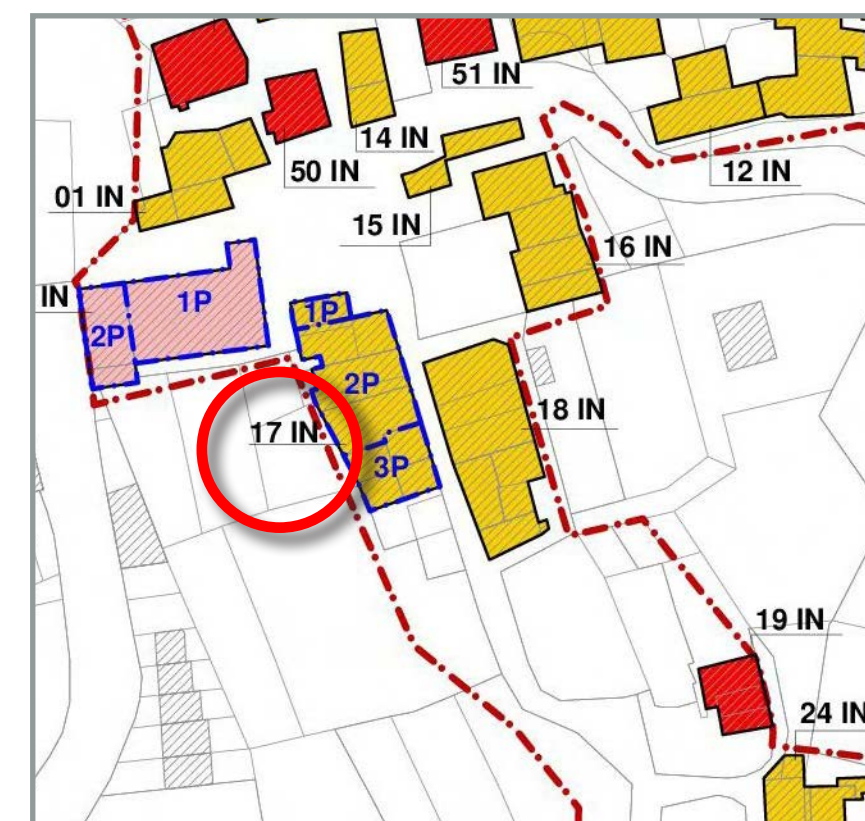 51 IN
14 IN
50 IN
12 IN
01 IN
15 IN
16 IN
IN
1P
2P
1P
2P
17 IN
18 IN
3P
19 IN
24 IN